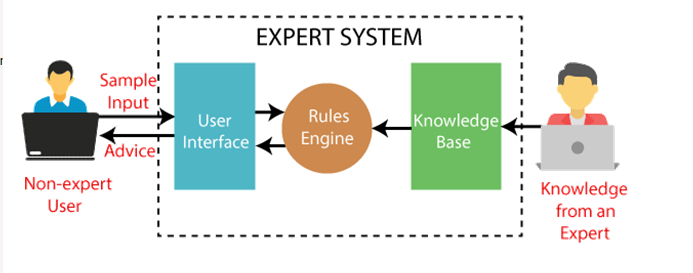 EXPERT SYSTEM
Sample
Input
Advice
Non-expert
User
User
Interface
Rules
Engine
Knowledge
Base
Knowledge
from an
Expert